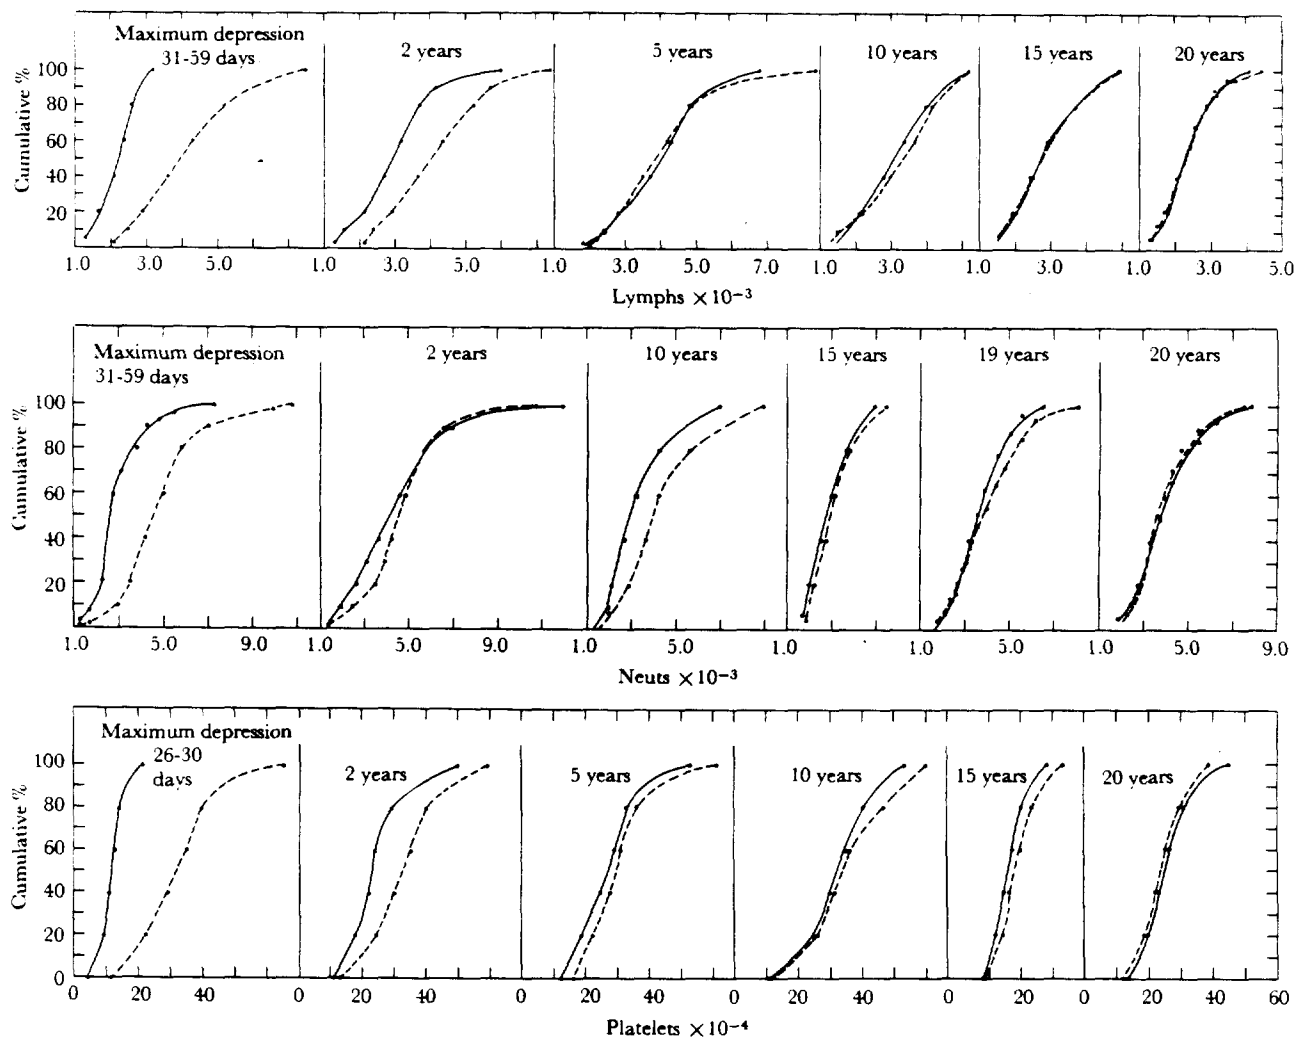 Maximum depression
31-59 days
2 years
5 years
10 years
15 years
20 years
Cumulative %
100
80
60
40
20
1.0 3.0 5.0 1.0 3.0 5.0 1.0 3.0 5.0 7.0 1.0 3.0 1.0 3.0 1.0 3.0 5.0
Lymphs ×10⁻³
Maximum depression
31-59 days
2 years
10 years
15 years
19 years
20 years
Cumulative %
100
80
60
40
20
1.0 5.0 9.0 1.0 5.0 9.0 1.0 5.0 1.0 1.0 5.0 1.0 5.0 9.0
Neuts ×10⁻³
Maximum depression
26-30
days
2 years
5 years
10 years
15 years
20 years
Cumulative %
100
80
60
40
20
0
0 20 40 0 20 40 0 20 40 0 20 40 0 20 0 20 40 60
Platelets ×10⁻⁴